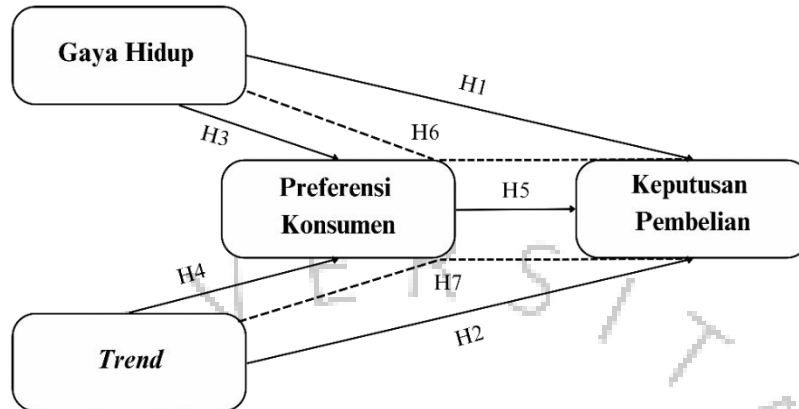 Gaya Hidup
H1
H3
H6
Preferensi
Konsumen
H5
Keputusan
Pembelian
H4
H7
H2
Trend
V E R S I T